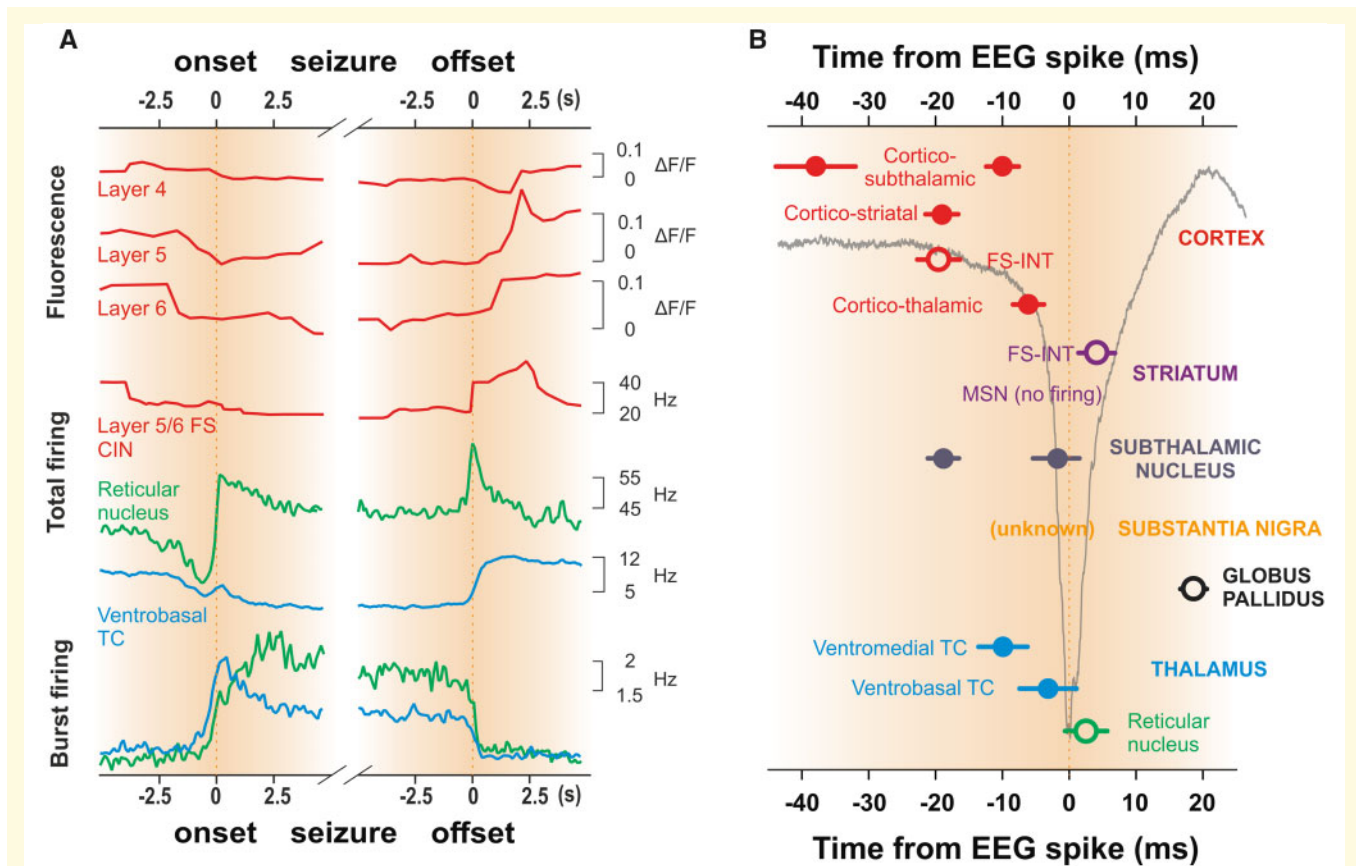 A
onset seizure offset
-2.5 0 2.5 -2.5 0 2.5 (s)
Fluorescence
Layer 4
0.1
0
ΔF/F
Layer 5
0.1
0
ΔF/F
Layer 6
0.1
0
ΔF/F
Total firing
Layer 5/6 FS
CIN
40
20
Hz
Reticular
nucleus
55
45
Hz
Ventrobasal
TC
12
5
Hz
Burst firing
2
1.5
Hz
-2.5 0 2.5 -2.5 0 2.5 (s)
onset seizure offset
B
Time from EEG spike (ms)
-40 -30 -20 -10 0 10 20
Cortico-
subthalamic
Cortico-striatal
CORTEX
FS-INT
Cortico-thalamic
FS-INT
STRIATUM
MSN (no firing)
SUBTHALAMIC
NUCLEUS
(unknown) SUBSTANTIA NIGRA
GLOBUS
PALLIDUS
Ventromedial TC
THALAMUS
Ventrobasal TC
Reticular
nucleus
-40 -30 -20 -10 0 10 20
Time from EEG spike (ms)